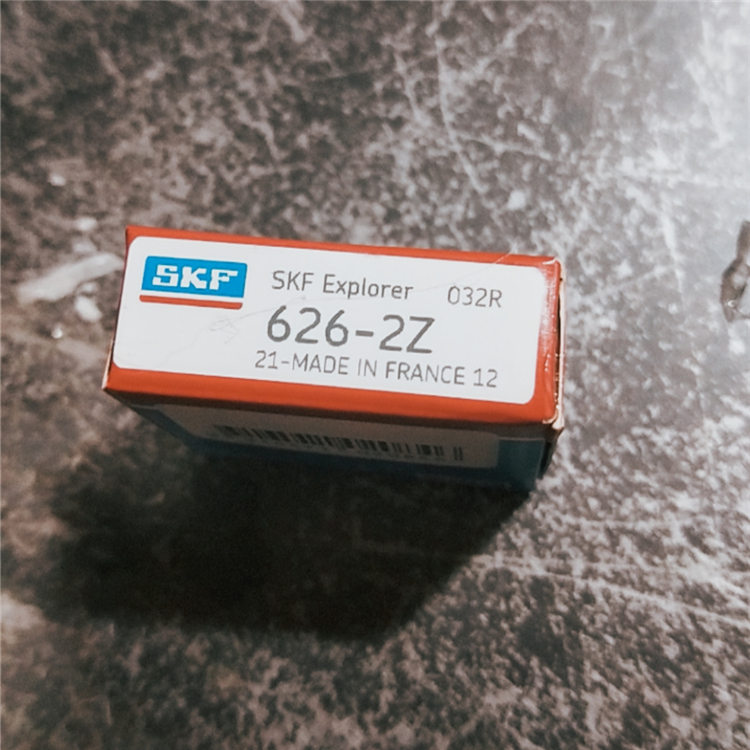 SKF
SKF Explorer 032R
626-2Z
21-MADE IN FRANCE 12